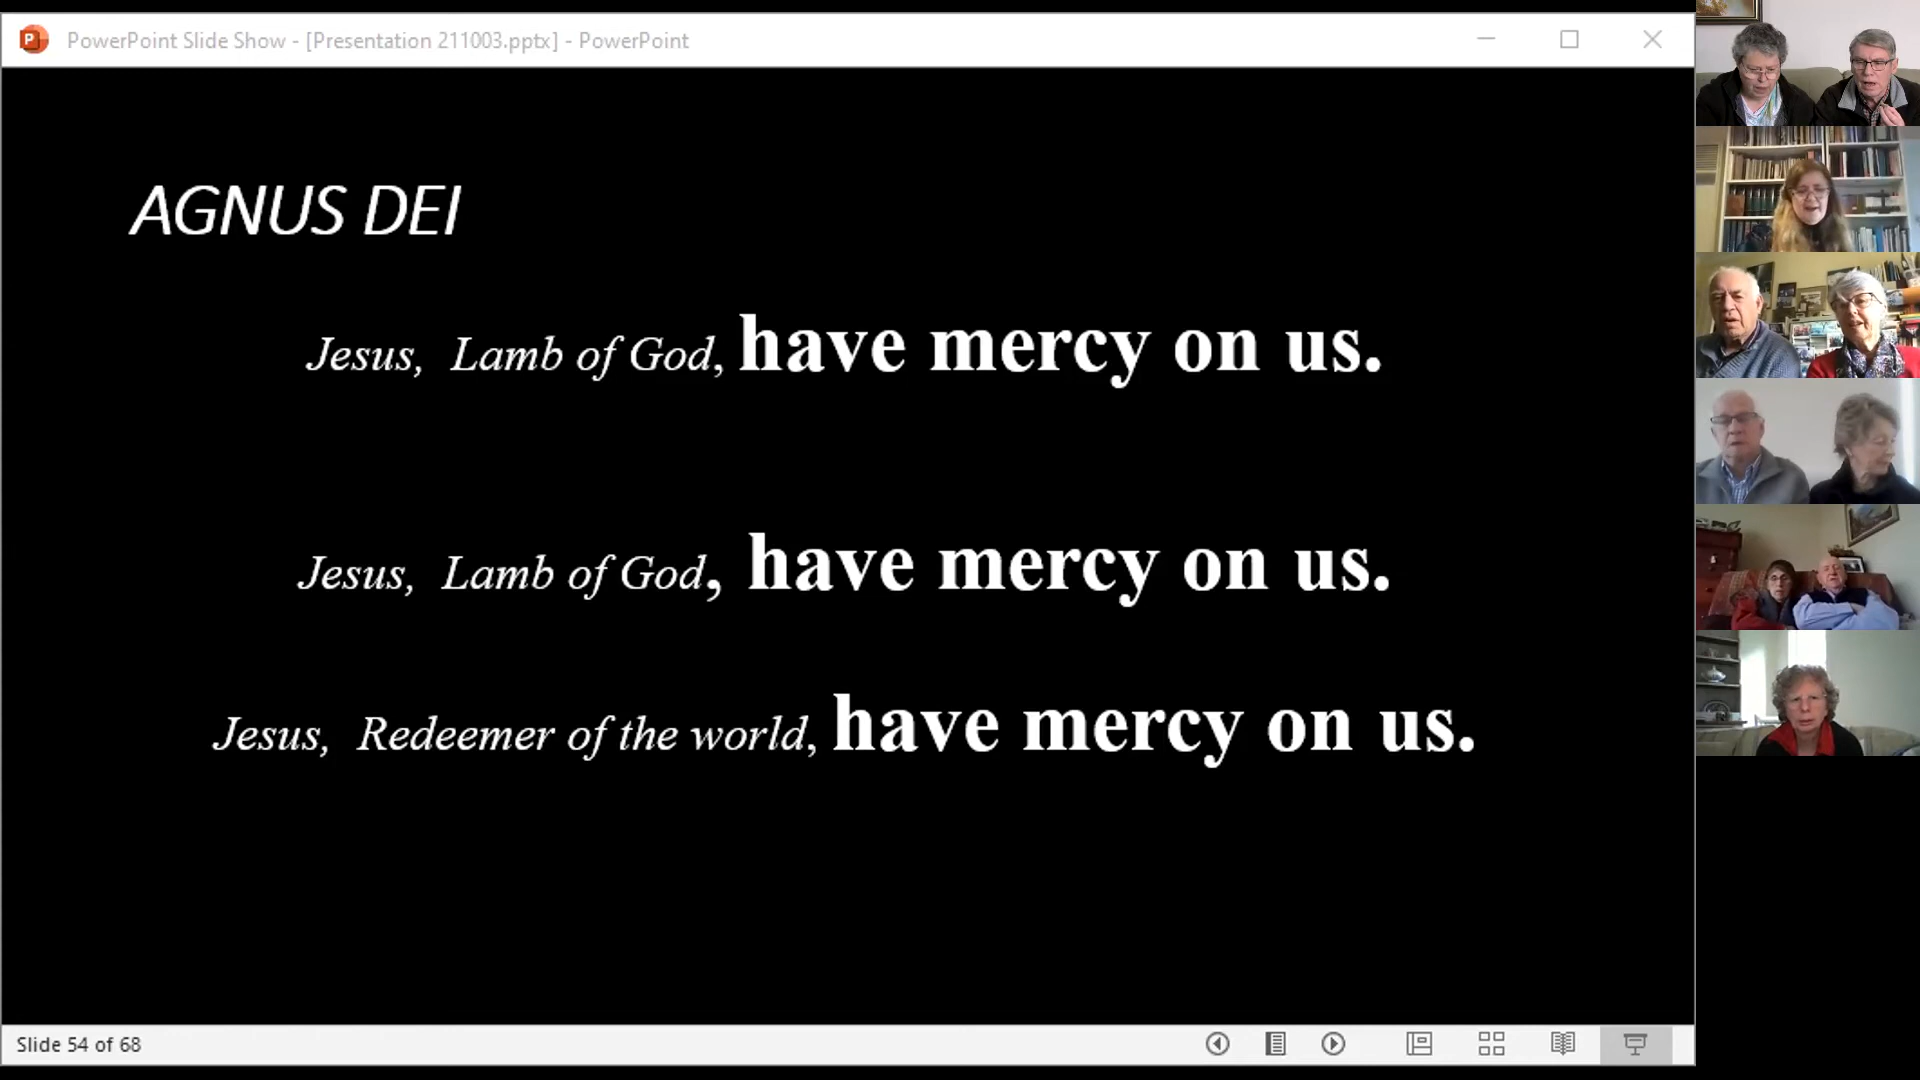 PowerPoint Slide Show - [Presentation 211003.pptx] - PowerPoint
AGNUS DEI
Jesus, Lamb of God, have mercy on us.
Jesus, Lamb of God, have mercy on us.
Jesus, Redeemer of the world, have mercy on us.
Slide 54 of 68